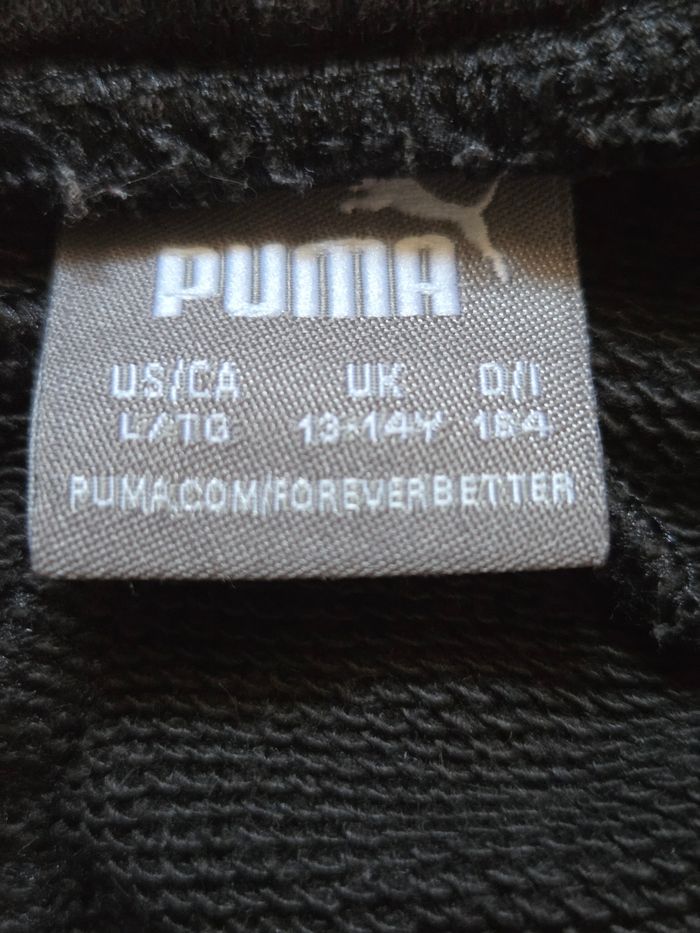 PUMA
US/CA UK D/I
L/TG 13-14Y 164
PUMA.COM/FOREVERBETTER